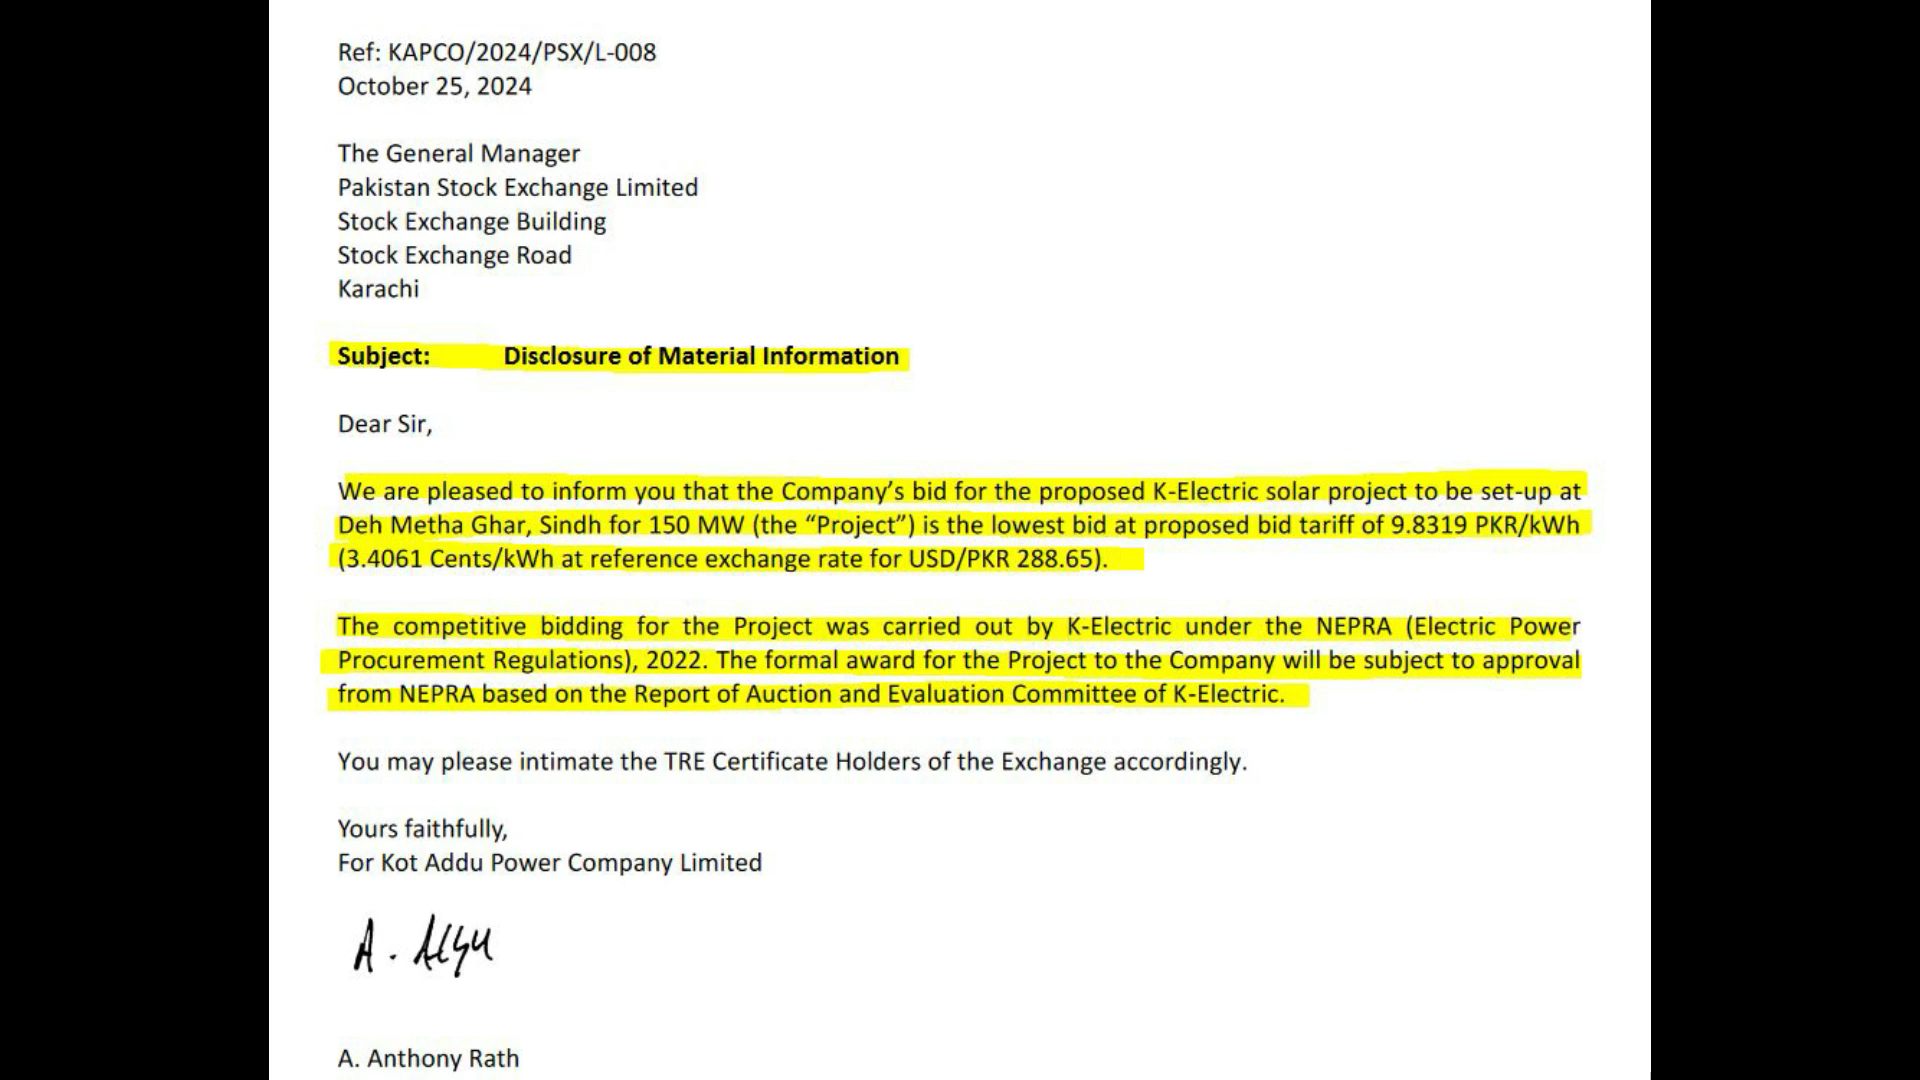 Ref: KAPCO/2024/PSX/L-008
October 25, 2024
The General Manager
Pakistan Stock Exchange Limited
Stock Exchange Building
Stock Exchange Road
Karachi
Subject: Disclosure of Material Information
Dear Sir,
We are pleased to inform you that the Company’s bid for the proposed K-Electric solar project to be set-up at
Deh Metha Ghar, Sindh for 150 MW (the “Project”) is the lowest bid at proposed bid tariff of 9.8319 PKR/kWh
(3.4061 Cents/kWh at reference exchange rate for USD/PKR 288.65).
The competitive bidding for the Project was carried out by K-Electric under the NEPRA (Electric Power
Procurement Regulations), 2022. The formal award for the Project to the Company will be subject to approval
from NEPRA based on the Report of Auction and Evaluation Committee of K-Electric.
You may please intimate the TRE Certificate Holders of the Exchange accordingly.
Yours faithfully,
For Kot Addu Power Company Limited
A. Anthony Rath